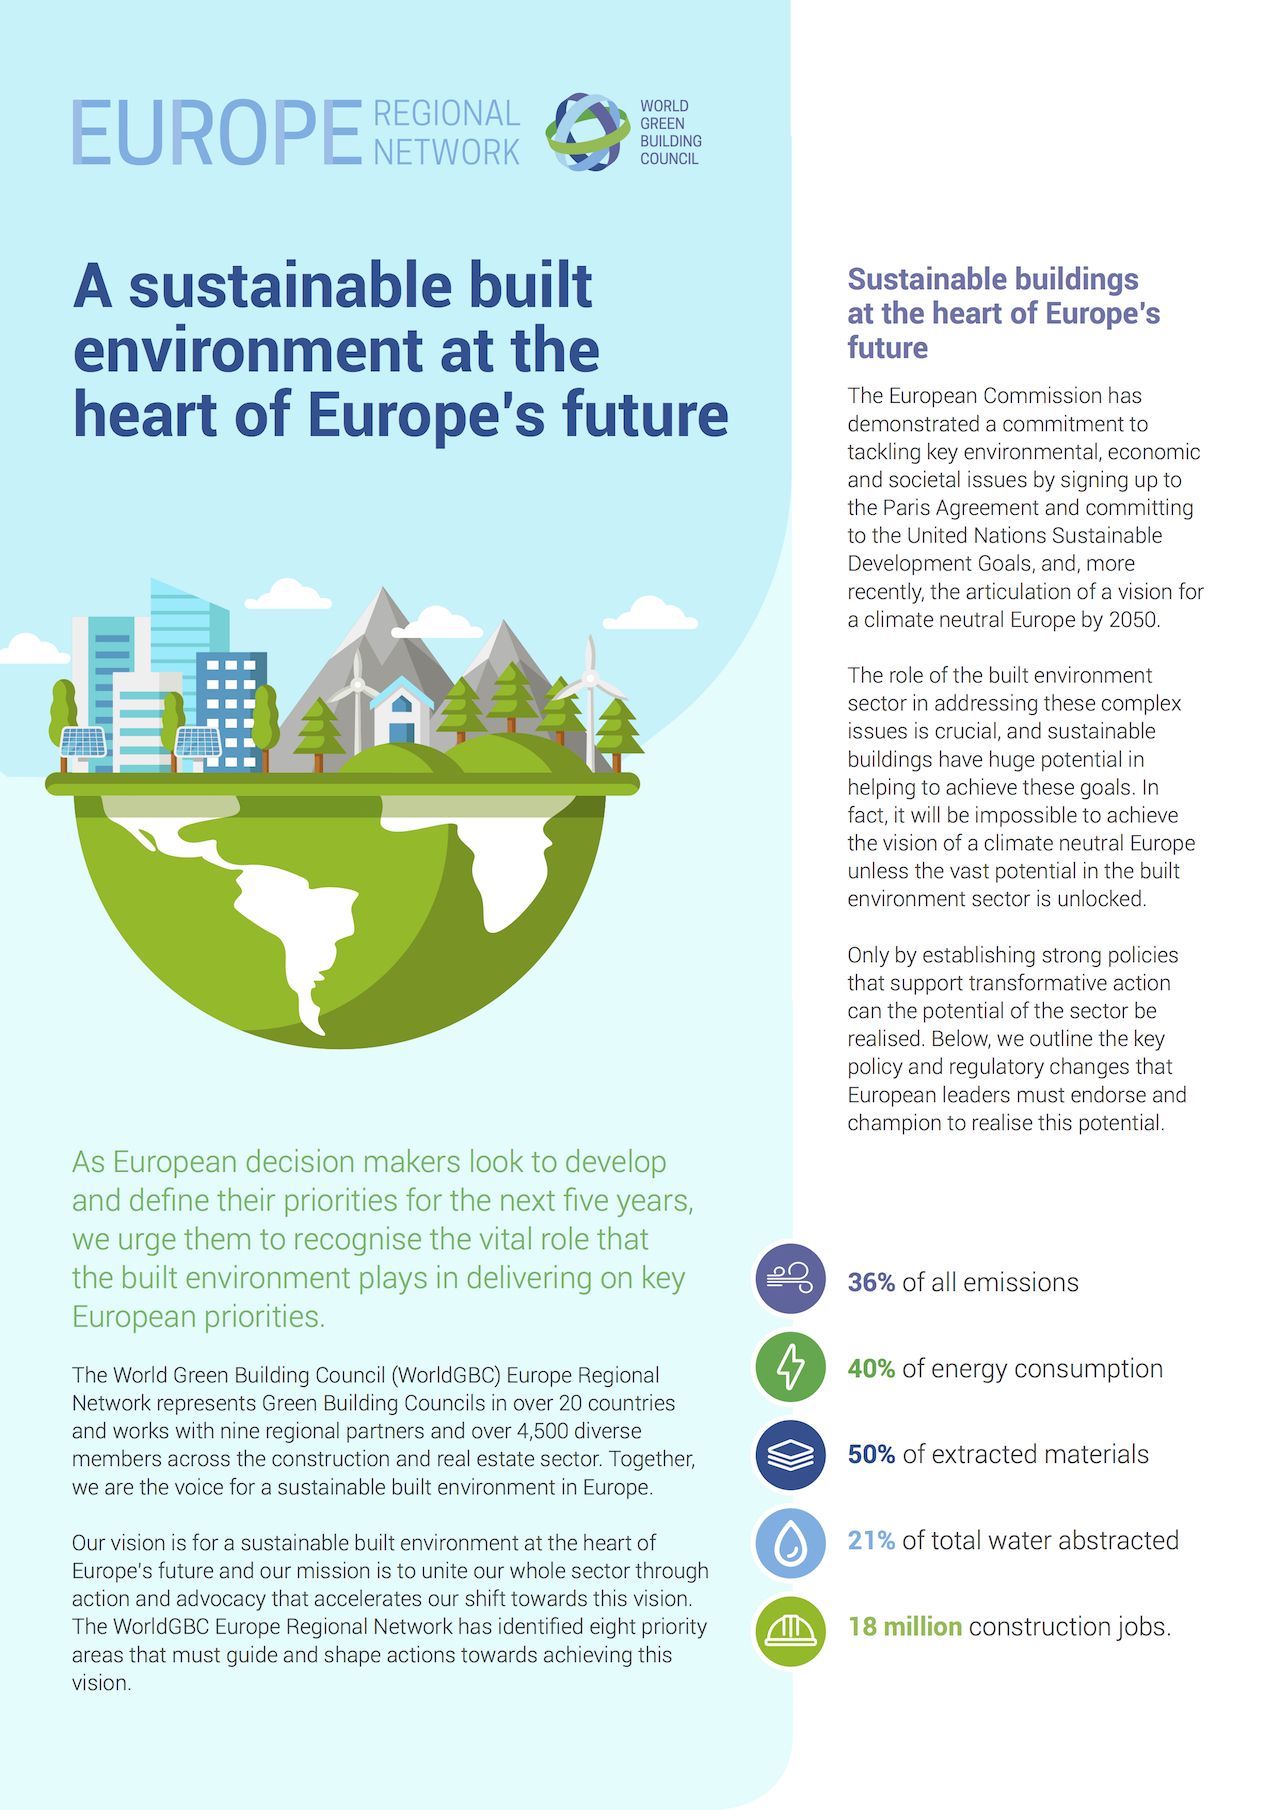 EUROPE REGIONAL NETWORK
WORLD
GREEN
BUILDING
COUNCIL
A sustainable built
environment at the
heart of Europe's future
As European decision makers look to develop
and define their priorities for the next five years,
we urge them to recognise the vital role that
the built environment plays in delivering on key
European priorities.
The World Green Building Council (WorldGBC) Europe Regional
Network represents Green Building Councils in over 20 countries
and works with nine regional partners and over 4,500 diverse
members across the construction and real estate sector. Together,
we are the voice for a sustainable built environment in Europe.
Our vision is for a sustainable built environment at the heart of
Europe's future and our mission is to unite our whole sector through
action and advocacy that accelerates our shift towards this vision.
The WorldGBC Europe Regional Network has identified eight priority
areas that must guide and shape actions towards achieving this
vision.
Sustainable buildings
at the heart of Europe's
future
The European Commission has
demonstrated a commitment to
tackling key environmental, economic
and societal issues by signing up to
the Paris Agreement and committing
to the United Nations Sustainable
Development Goals, and, more
recently, the articulation of a vision for
a climate neutral Europe by 2050.
The role of the built environment
sector in addressing these complex
issues is crucial, and sustainable
buildings have huge potential in
helping to achieve these goals. In
fact, it will be impossible to achieve
the vision of a climate neutral Europe
unless the vast potential in the built
environment sector is unlocked.
Only by establishing strong policies
that support transformative action
can the potential of the sector be
realised. Below, we outline the key
policy and regulatory changes that
European leaders must endorse and
champion to realise this potential.
36% of all emissions
40% of energy consumption
50% of extracted materials
21% of total water abstracted
18 million construction jobs.